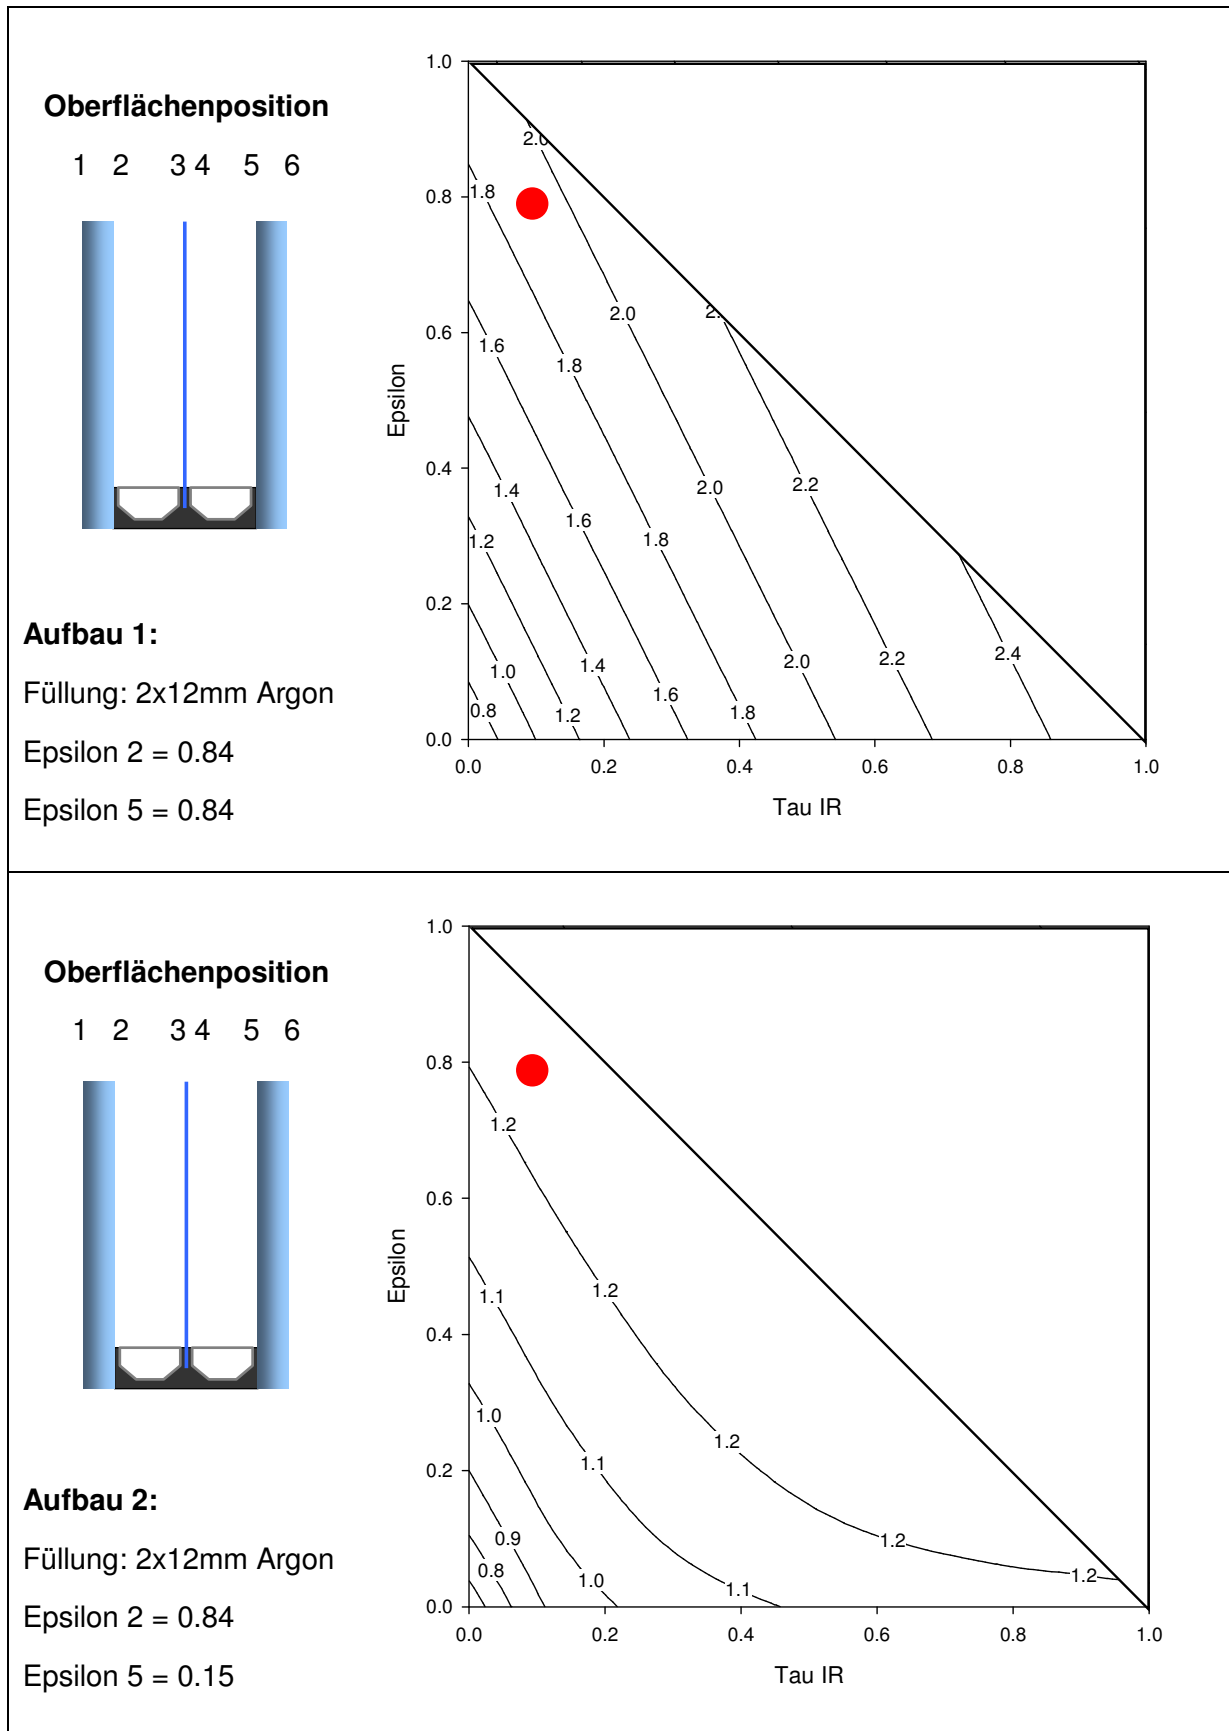 Oberflächenposition
1 2 3 4 5 6
Aufbau 1:
Füllung: 2x12mm Argon
Epsilon 2 = 0.84
Epsilon 5 = 0.84
1.0
0.8
0.6
0.4
0.2
0.0
Epsilon
2.0
1.8
2.0
2.
1.6
1.8
1.4
2.0
2.2
1.2
1.6
1.8
1.0
1.4
2.0
2.2
2.4
0.8
1.2
1.6
1.8
0.0 0.2 0.4 0.6 0.8 1.0
Tau IR
Oberflächenposition
1 2 3 4 5 6
Aufbau 2:
Füllung: 2x12mm Argon
Epsilon 2 = 0.84
Epsilon 5 = 0.15
1.0
0.8
0.6
0.4
0.2
0.0
Epsilon
1.2
1.1
1.2
1.0
1.1
1.2
0.9
1.2
0.8
1.0
1.1
1.2
0.0 0.2 0.4 0.6 0.8 1.0
Tau IR